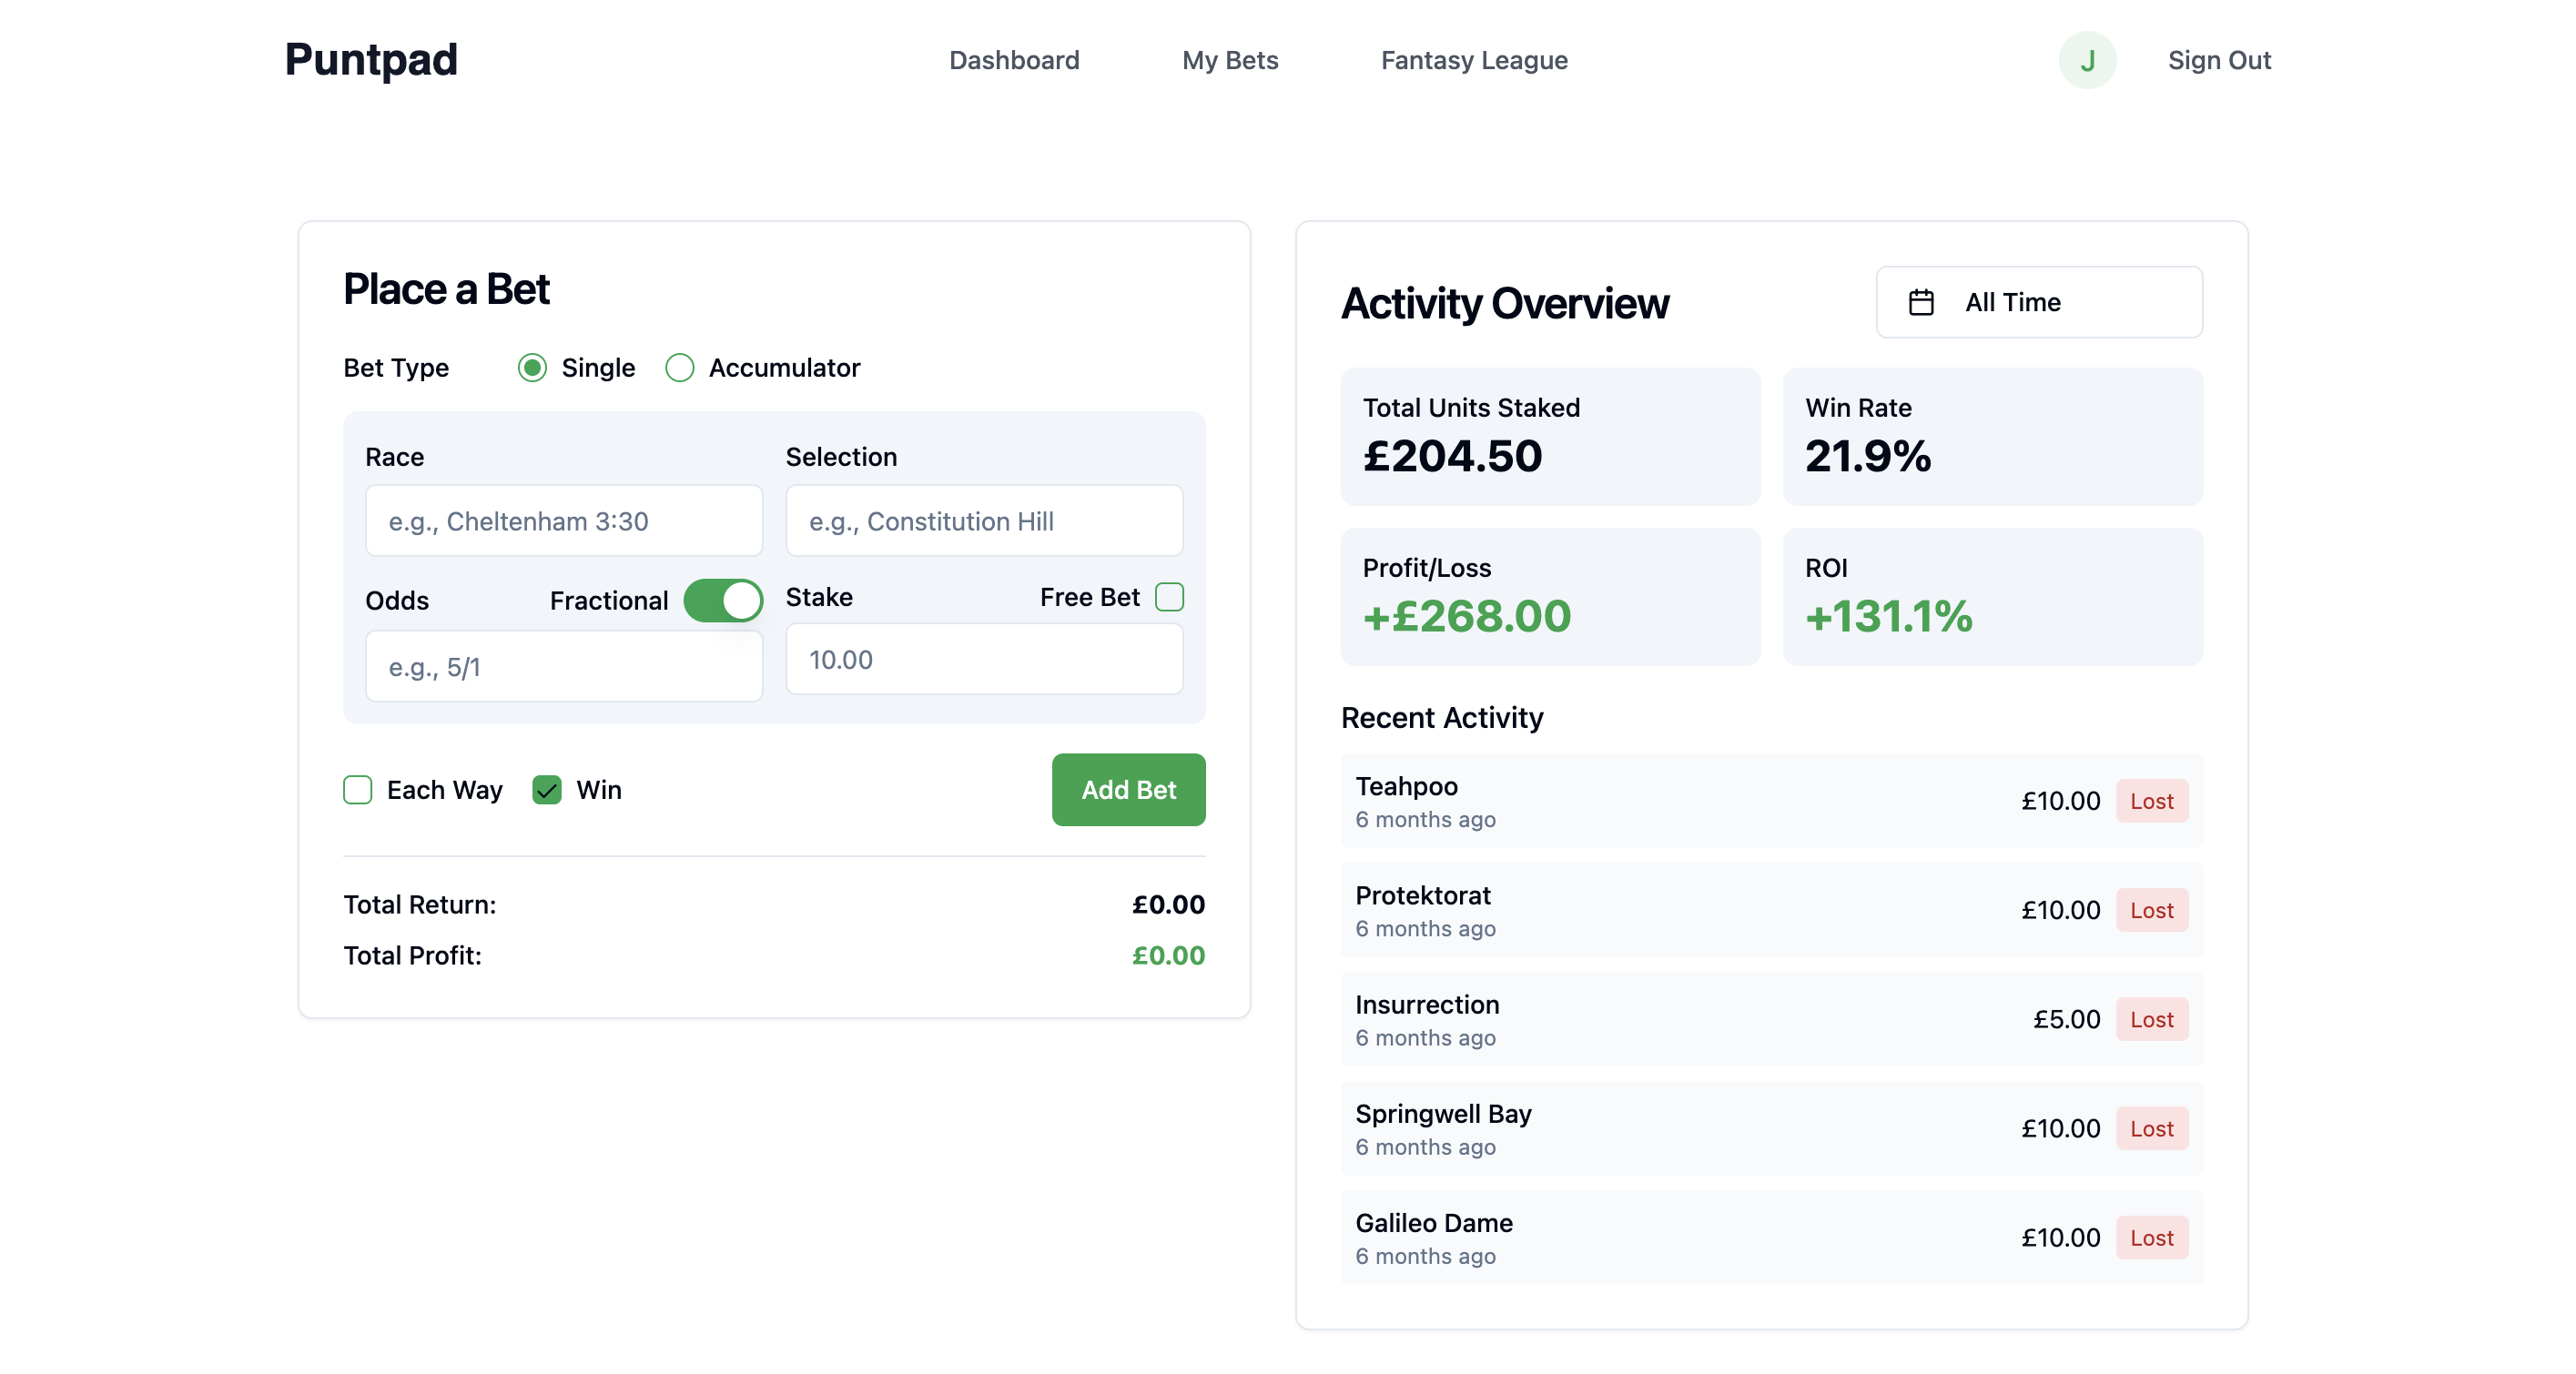 Puntpad
Dashboard
My Bets
Fantasy League
J
Sign Out
Place a Bet
Bet Type
Single
Accumulator
Race
Selection
e.g., Cheltenham 3:30
e.g., Constitution Hill
Odds
Fractional
Stake
Free Bet
e.g., 5/1
10.00
Each Way
Win
Add Bet
Total Return:
£0.00
Total Profit:
£0.00
Activity Overview
All Time
Total Units Staked
£204.50
Win Rate
21.9%
Profit/Loss
+£268.00
ROI
+131.1%
Recent Activity
Teahpoo
6 months ago
£10.00
Lost
Protektorat
6 months ago
£10.00
Lost
Insurrection
6 months ago
£5.00
Lost
Springwell Bay
6 months ago
£10.00
Lost
Galileo Dame
6 months ago
£10.00
Lost